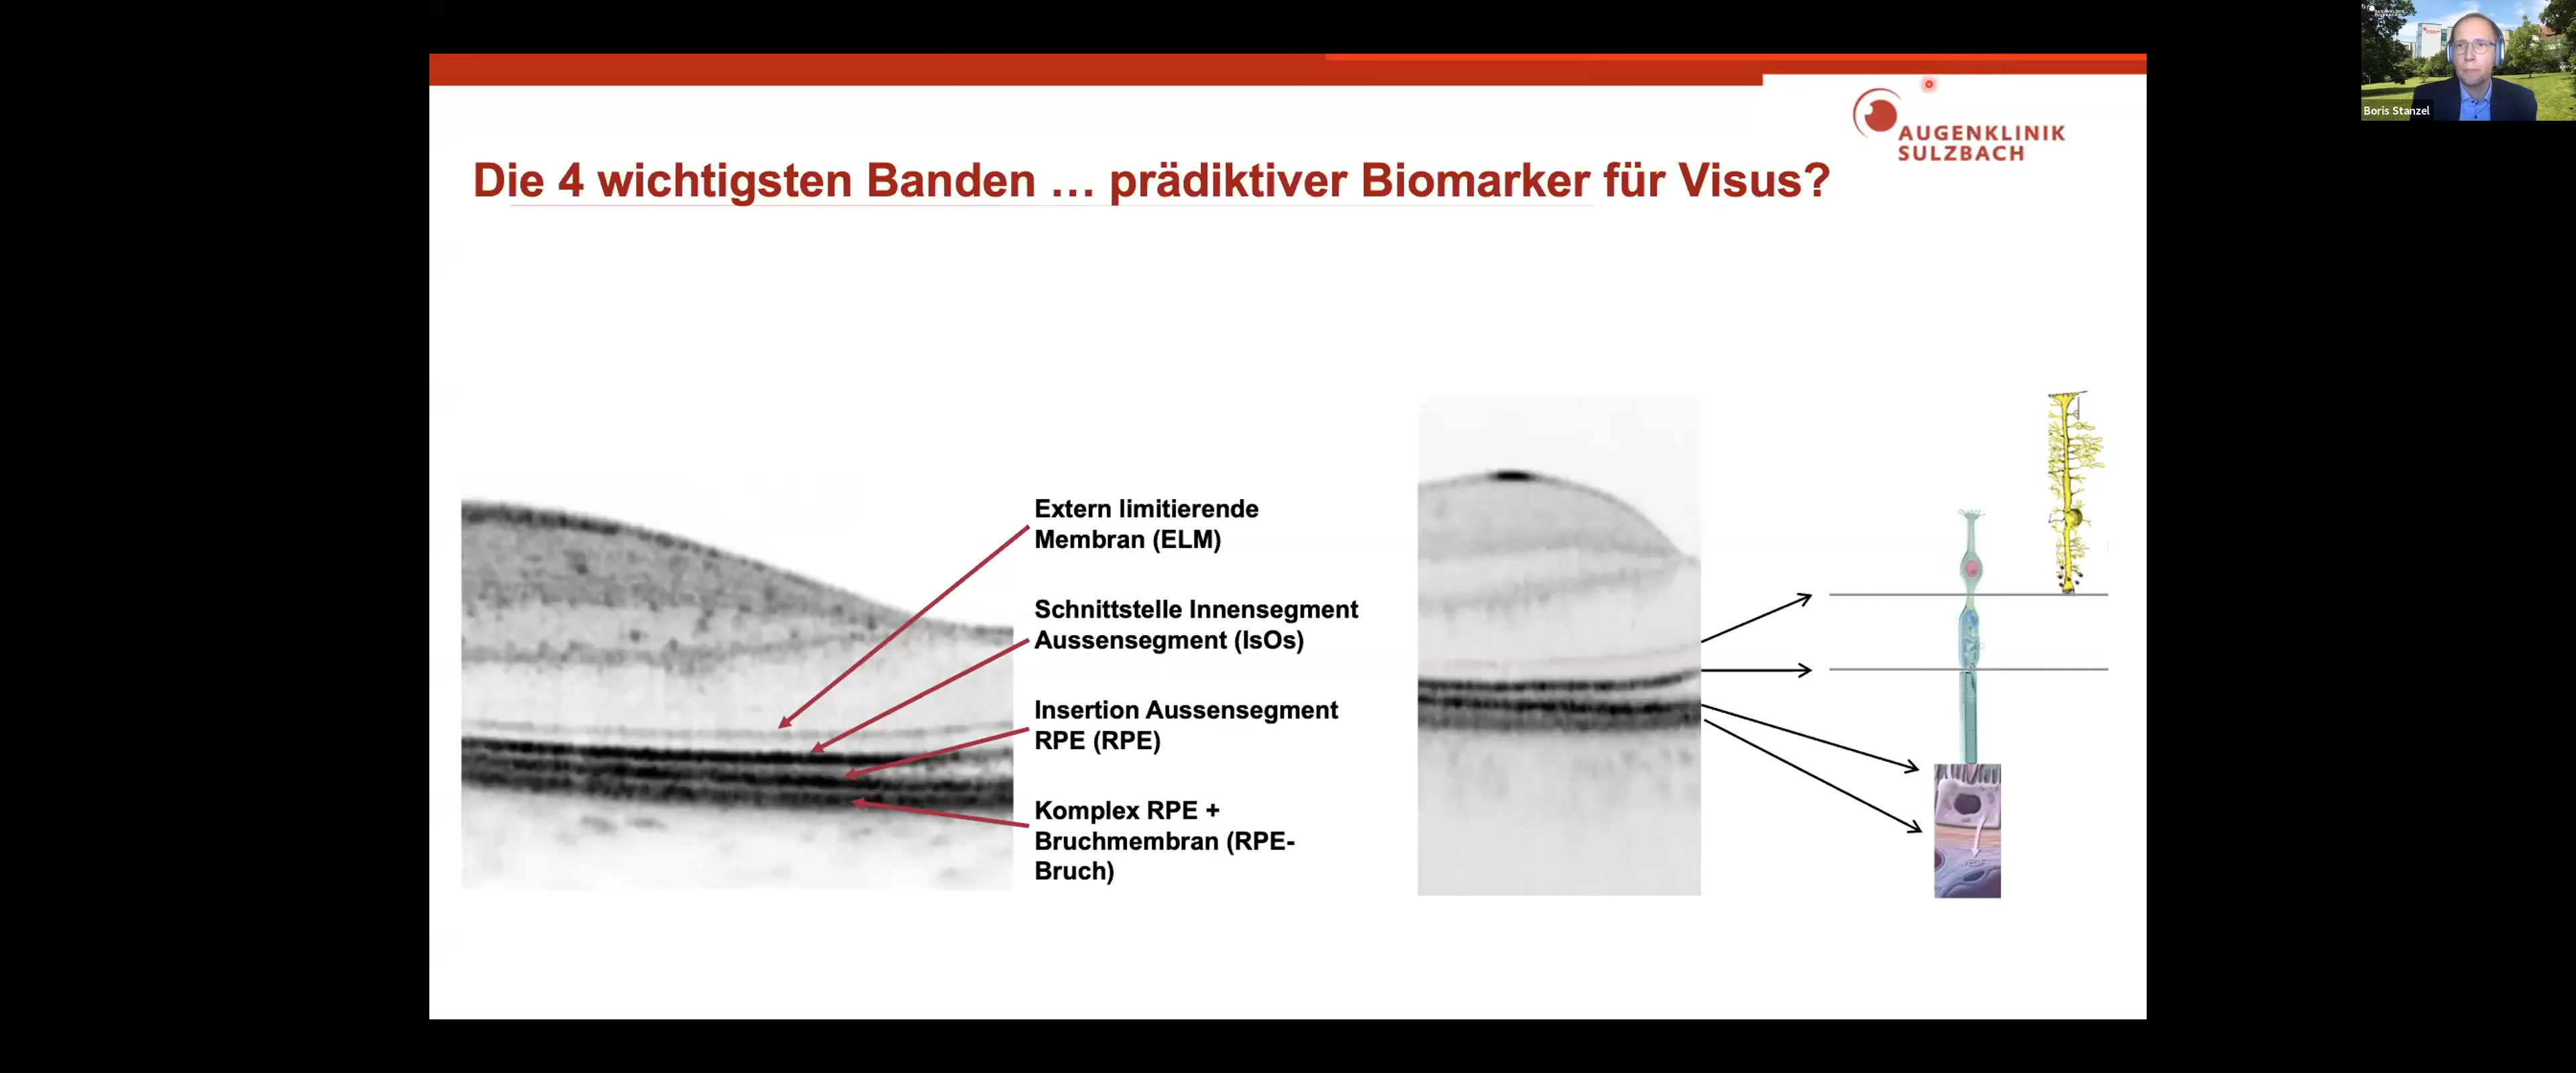 Boris Stanzel
AUGENKLINIK
SULZBACH
Die 4 wichtigsten Banden … prädiktiver Biomarker für Visus?
Extern limitierende
Membran (ELM)
Schnittstelle Innensegment
Aussensegment (IsOs)
Insertion Aussensegment
RPE (RPE)
Komplex RPE +
Bruchmembran (RPE-
Bruch)
VEGF